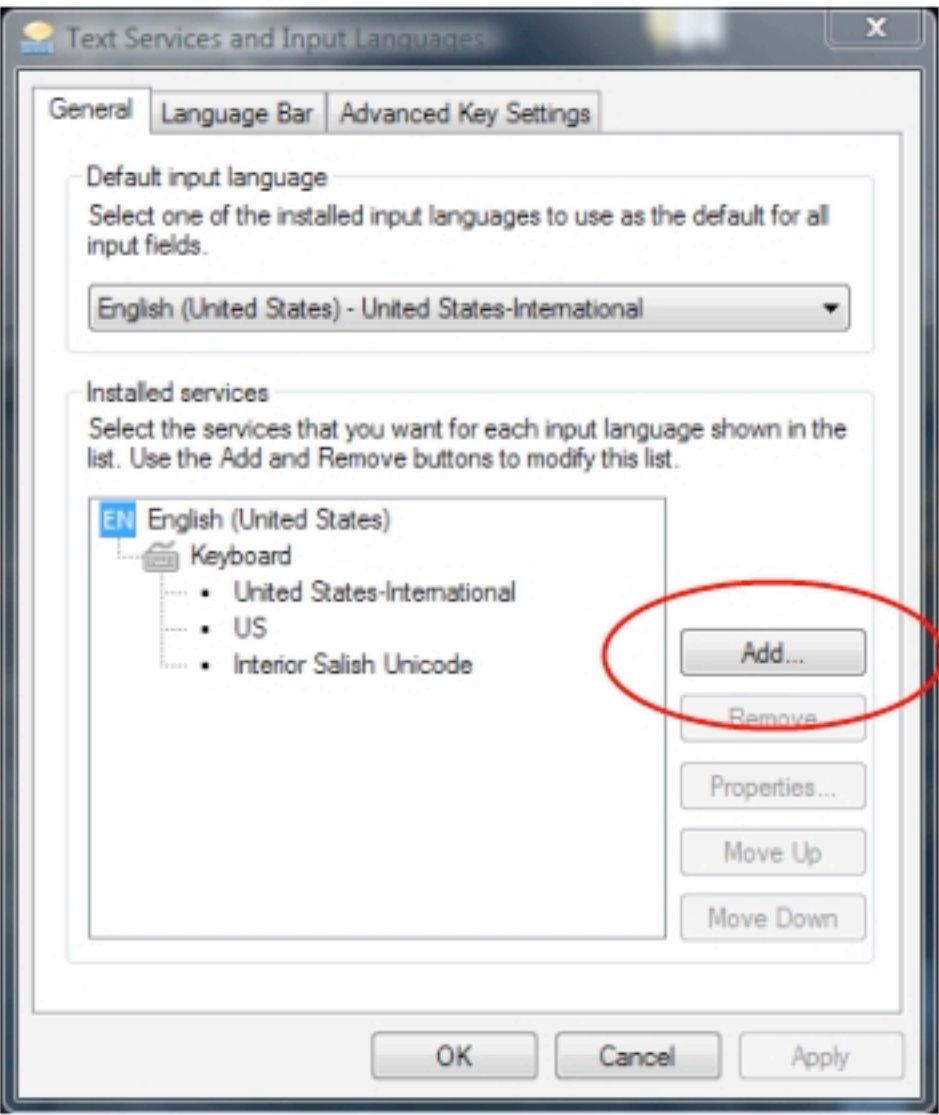 Text Services and Input Languages
X
General
Language Bar
Advanced Key Settings
Default input language
Select one of the installed input languages to use as the default for all
input fields.
English (United States) - United States-International
Installed services
Select the services that you want for each input language shown in the
list. Use the Add and Remove buttons to modify this list.
EN English (United States)
Keyboard
United States-International
US
Interior Salish Unicode
Add...
Remove
Properties...
Move Up
Move Down
OK
Cancel
Apply